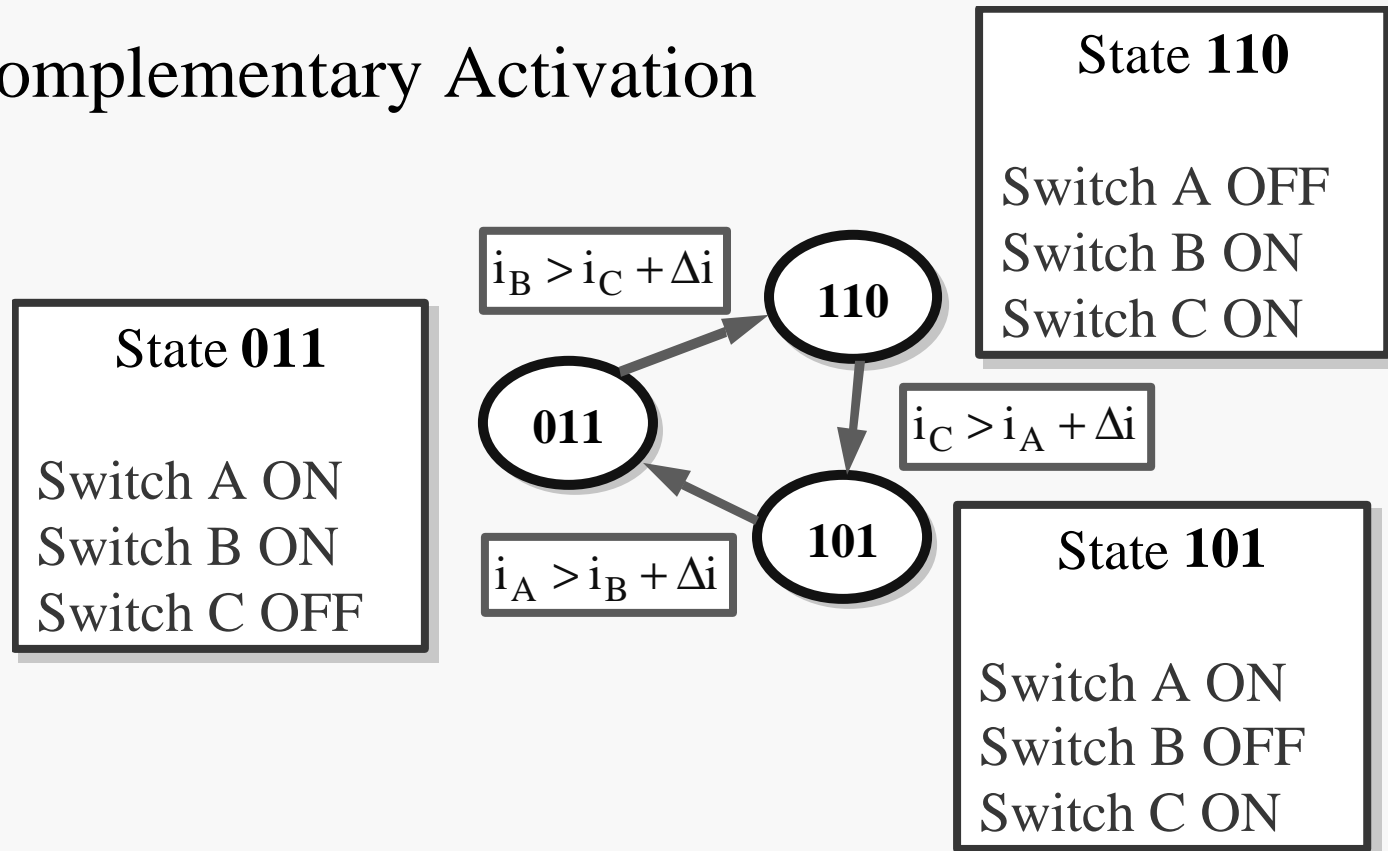 omplementary Activation
State 110
Switch A OFF
Switch B ON
Switch C ON
i_B > i_C + Δi
110
State 011
Switch A ON
Switch B ON
Switch C OFF
011
i_C > i_A + Δi
101
i_A > i_B + Δi
State 101
Switch A ON
Switch B OFF
Switch C ON